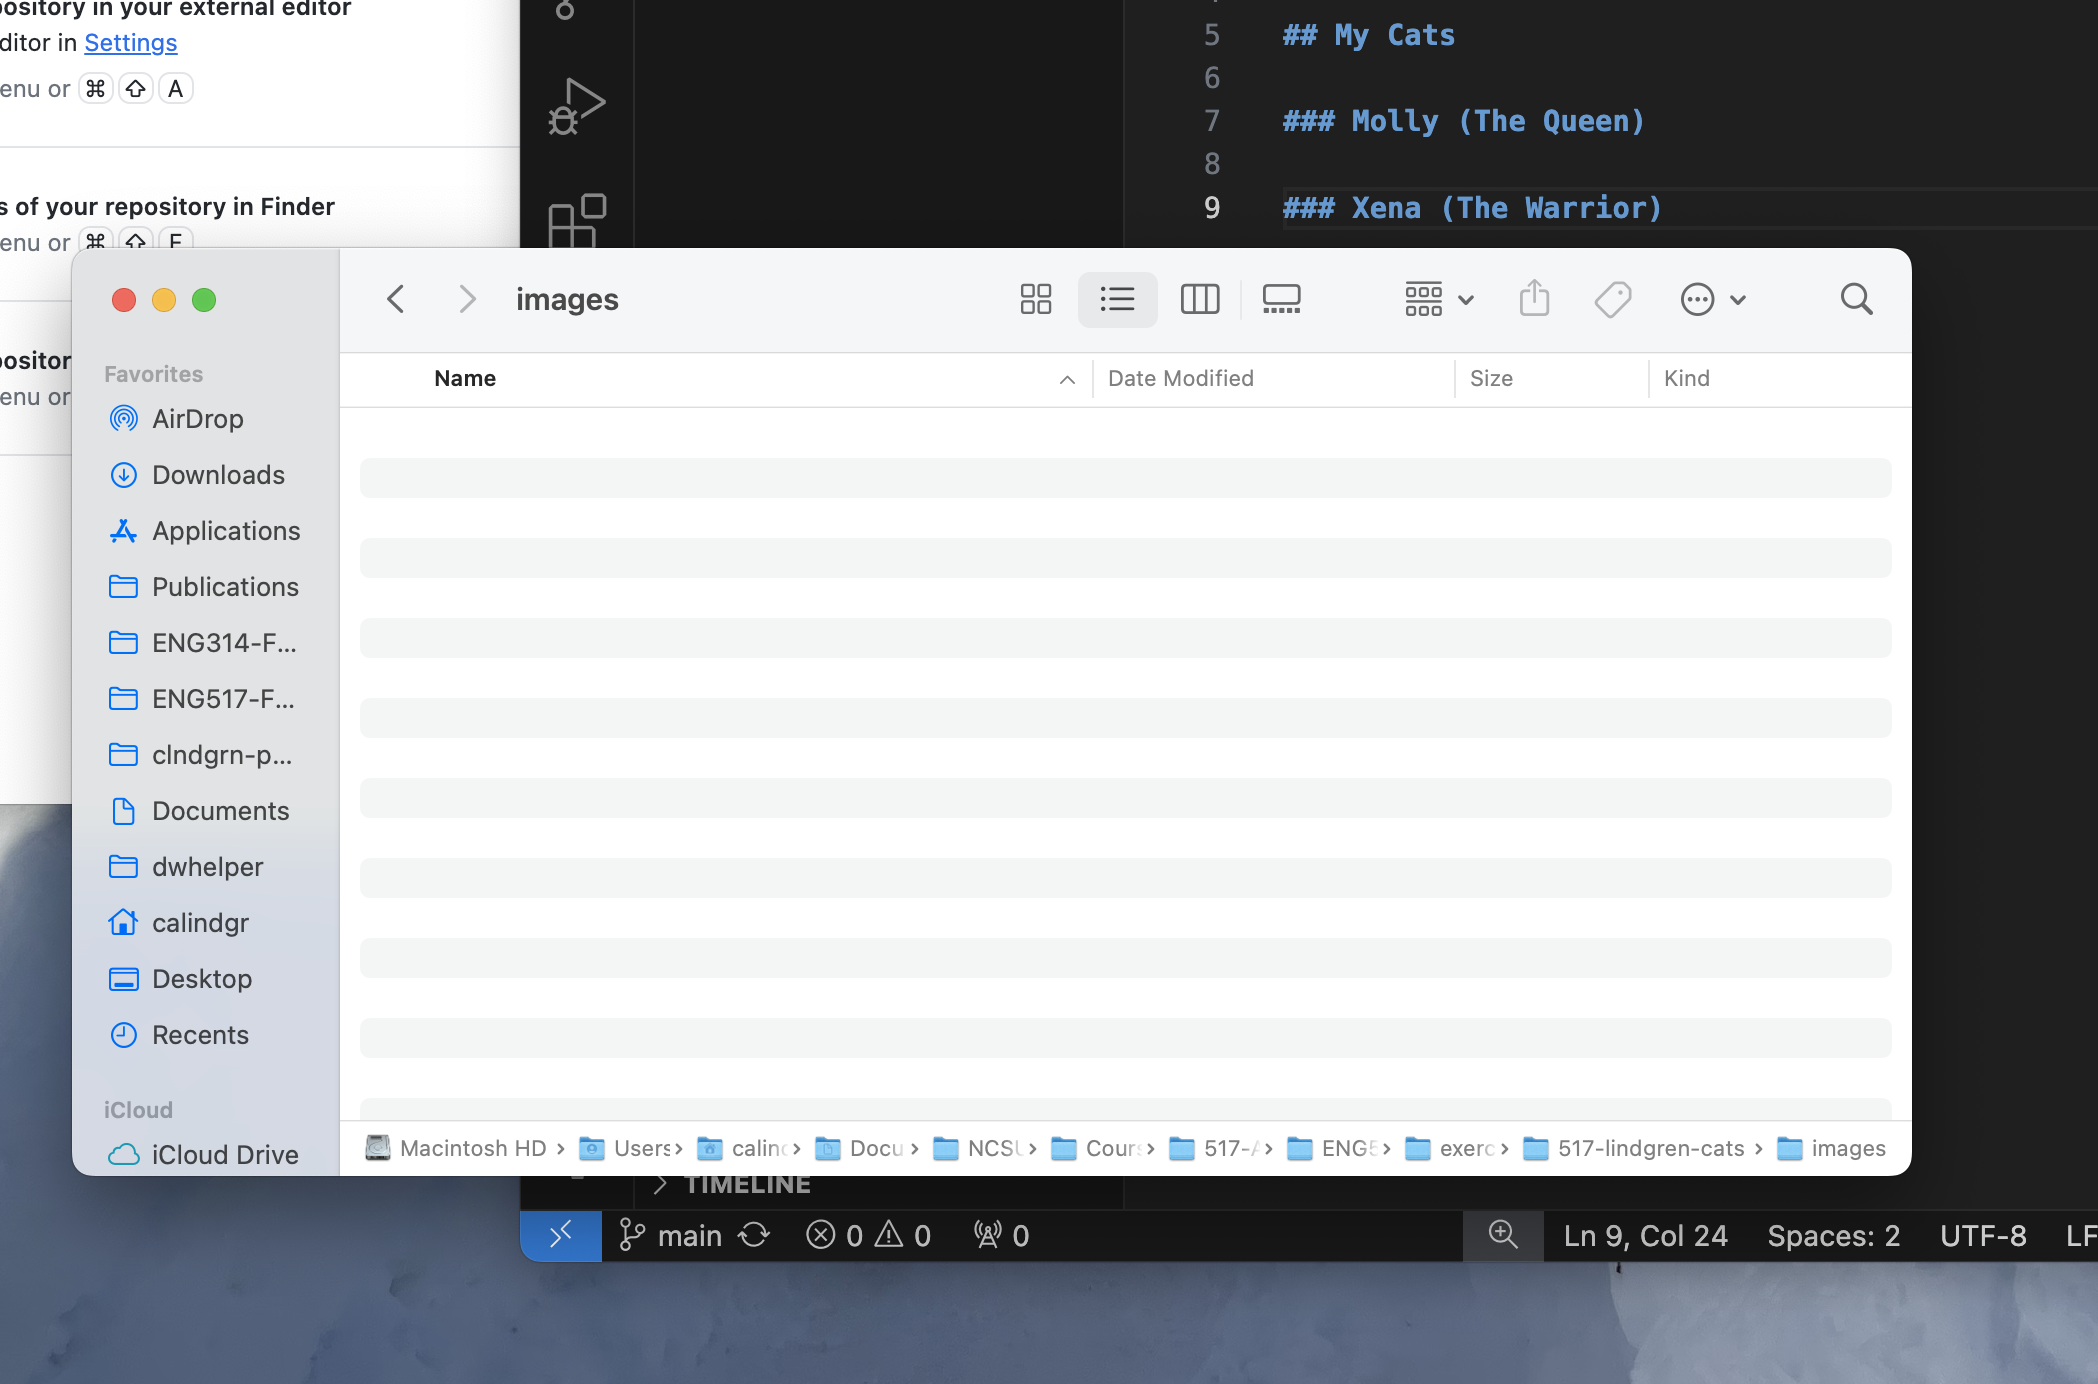 ository in your external editor
ditor in Settings
enu or ⌘ ⇧ A
s of your repository in Finder
enu or ⌘ ⇧ F
positor
enu or
5 ## My Cats
6
7 ### Molly (The Queen)
8
9 ### Xena (The Warrior)
images
Name Date Modified Size Kind
Favorites
AirDrop
Downloads
Applications
Publications
ENG314-F...
ENG517-F...
clndgrn-p...
Documents
dwhelper
calindgr
Desktop
Recents
iCloud
iCloud Drive
Macintosh HD › Users › calin › Docu › NCSU › Cour › 517-A › ENG5 › exerc › 517-lindgren-cats › images
TIMELINE
main 0 0 0 Ln 9, Col 24 Spaces: 2 UTF-8 LF